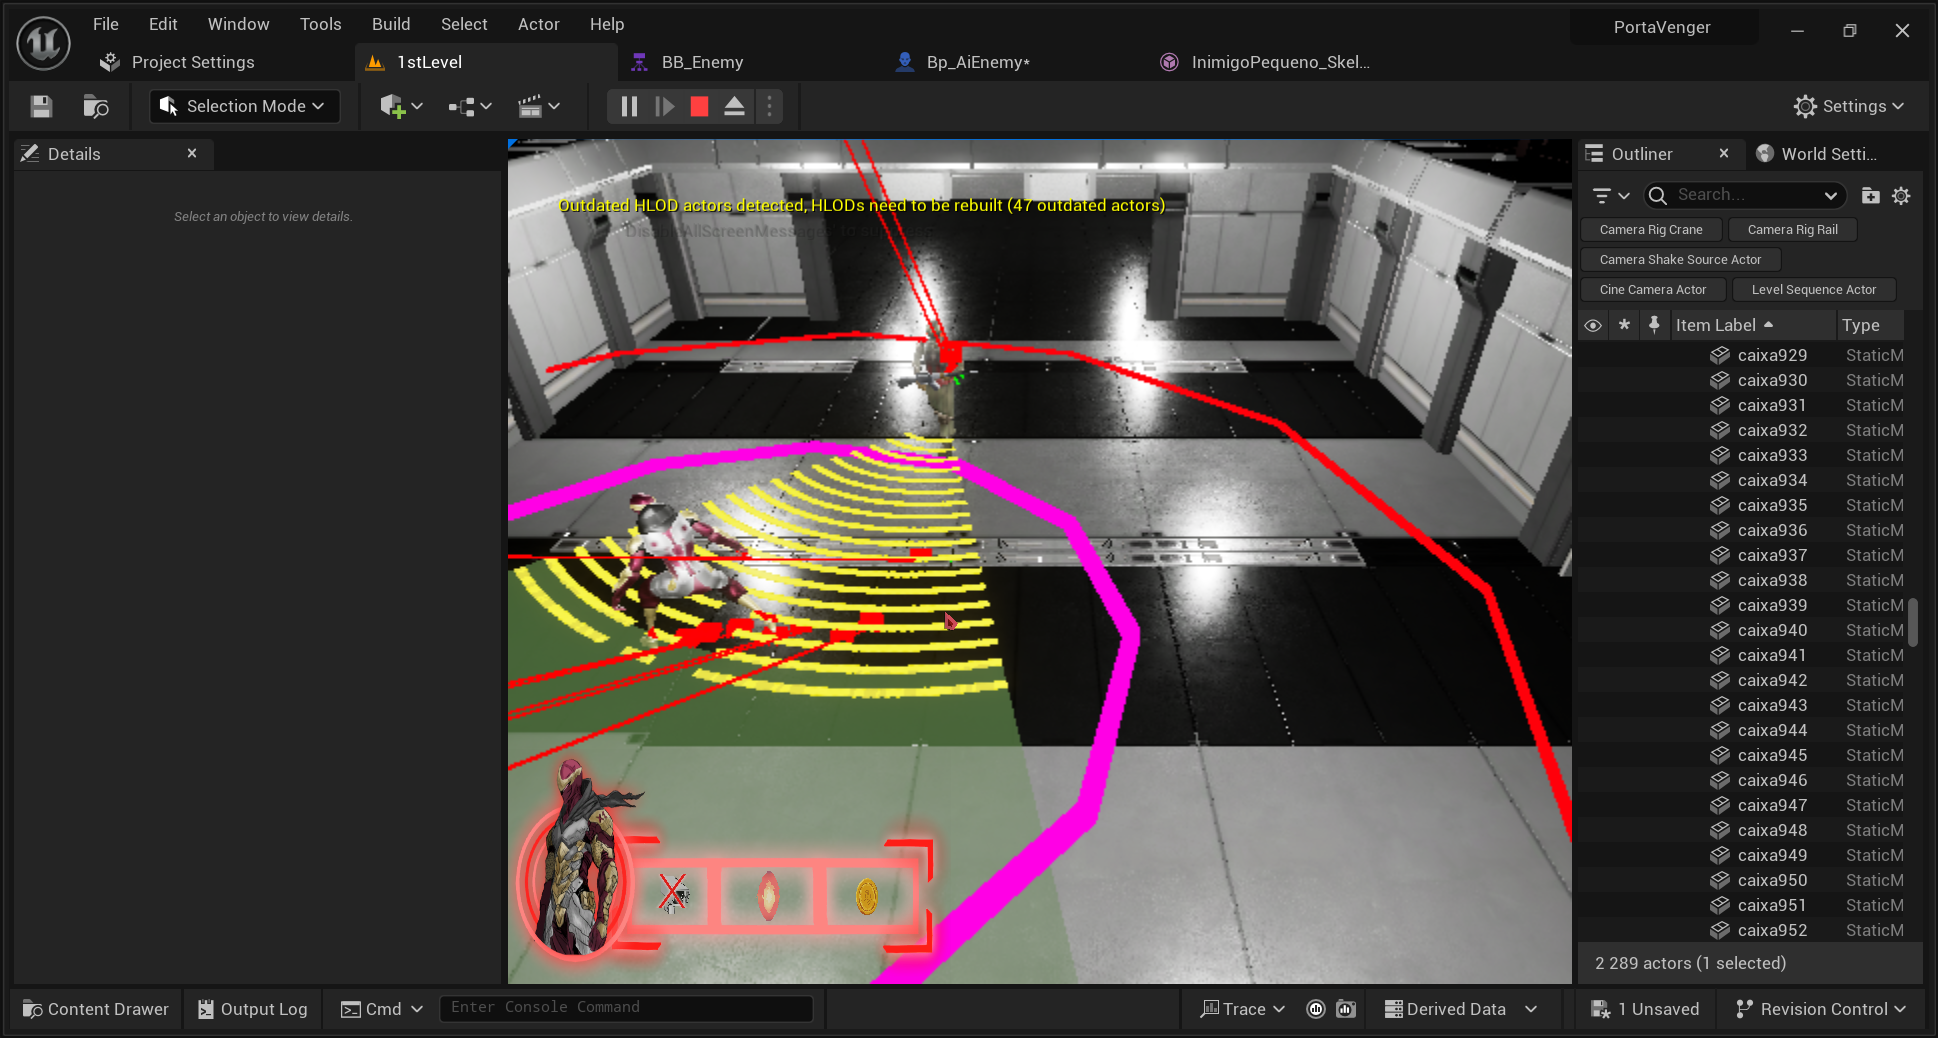 File Edit Window Tools Build Select Actor Help PortaVenger
Project Settings 1stLevel BB_Enemy Bp_AiEnemy* InimigoPequeno_Skel...
Selection Mode Settings
Details Outliner World Setti...
Search...
Select an object to view details.
Outdated HLOD actors detected, HLODs need to be rebuilt (47 outdated actors)
Camera Rig Crane Camera Rig Rail
Camera Shake Source Actor
Cine Camera Actor Level Sequence Actor
Item Label Type
caixa929 StaticM
caixa930 StaticM
caixa931 StaticM
caixa932 StaticM
caixa933 StaticM
caixa934 StaticM
caixa935 StaticM
caixa936 StaticM
caixa937 StaticM
caixa938 StaticM
caixa939 StaticM
caixa940 StaticM
caixa941 StaticM
caixa942 StaticM
caixa943 StaticM
caixa944 StaticM
caixa945 StaticM
caixa946 StaticM
caixa947 StaticM
caixa948 StaticM
caixa949 StaticM
caixa950 StaticM
caixa951 StaticM
caixa952 StaticM
2 289 actors (1 selected)
Content Drawer Output Log Cmd Enter Console Command Trace Derived Data 1 Unsaved Revision Control